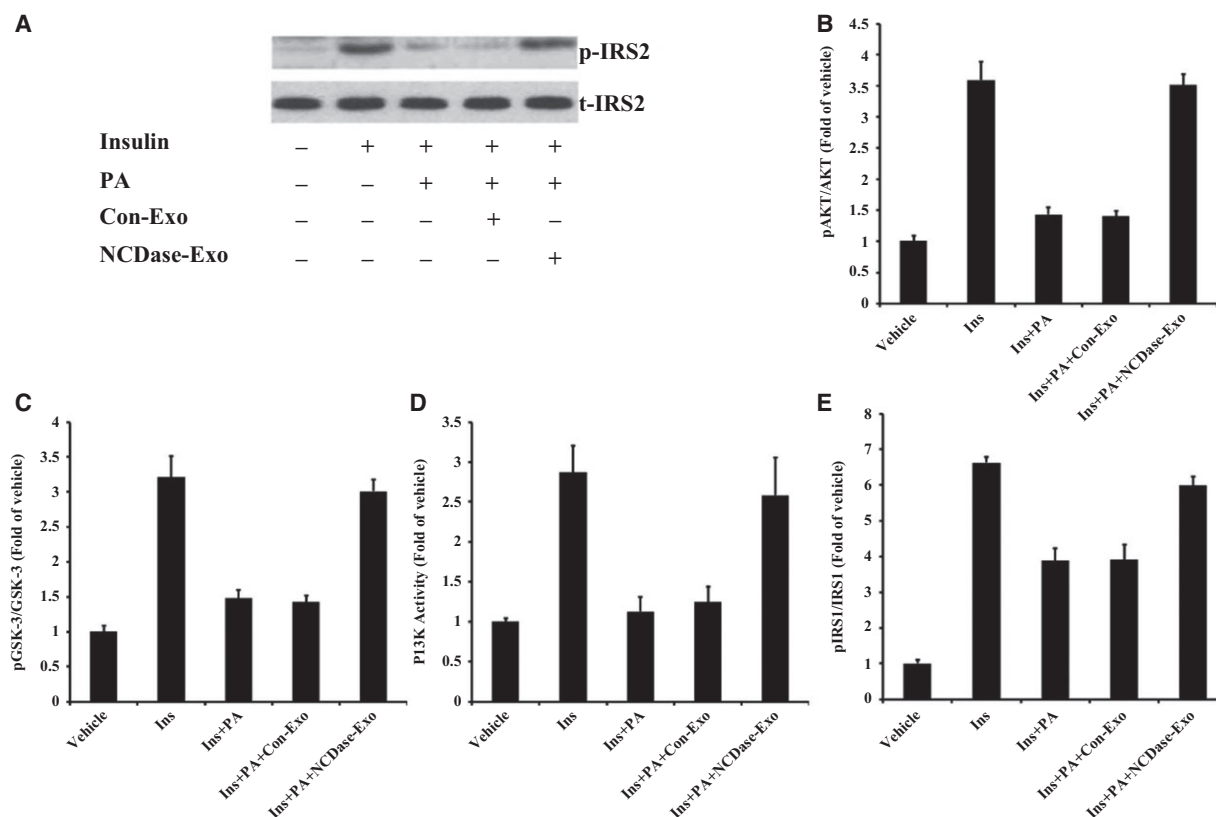 A
p-IRS2
t-IRS2
Insulin – + + + +
PA – – + + +
Con-Exo – – – + –
NCDase-Exo – – – – +
B
pAKT/AKT (Fold of vehicle)
4.5
4
3.5
3
2.5
2
1.5
1
0.5
0
Vehicle
Ins
Ins+PA
Ins+PA+Con-Exo
Ins+PA+NCDase-Exo
C
pGSK-3/GSK-3 (Fold of vehicle)
4
3.5
3
2.5
2
1.5
1
0.5
0
Vehicle
Ins
Ins+PA
Ins+PA+Con-Exo
Ins+PA+NCDase-Exo
D
P13K Activity (Fold of vehicle)
3.5
3
2.5
2
1.5
1
0.5
0
Vehicle
Ins
Ins+PA
Ins+PA+Con-Exo
Ins+PA+NCDase-Exo
E
pIRS1/IRS1 (Fold of vehicle)
8
7
6
5
4
3
2
1
0
Vehicle
Ins
Ins+PA
Ins+PA+Con-Exo
Ins+PA+NCDase-Exo